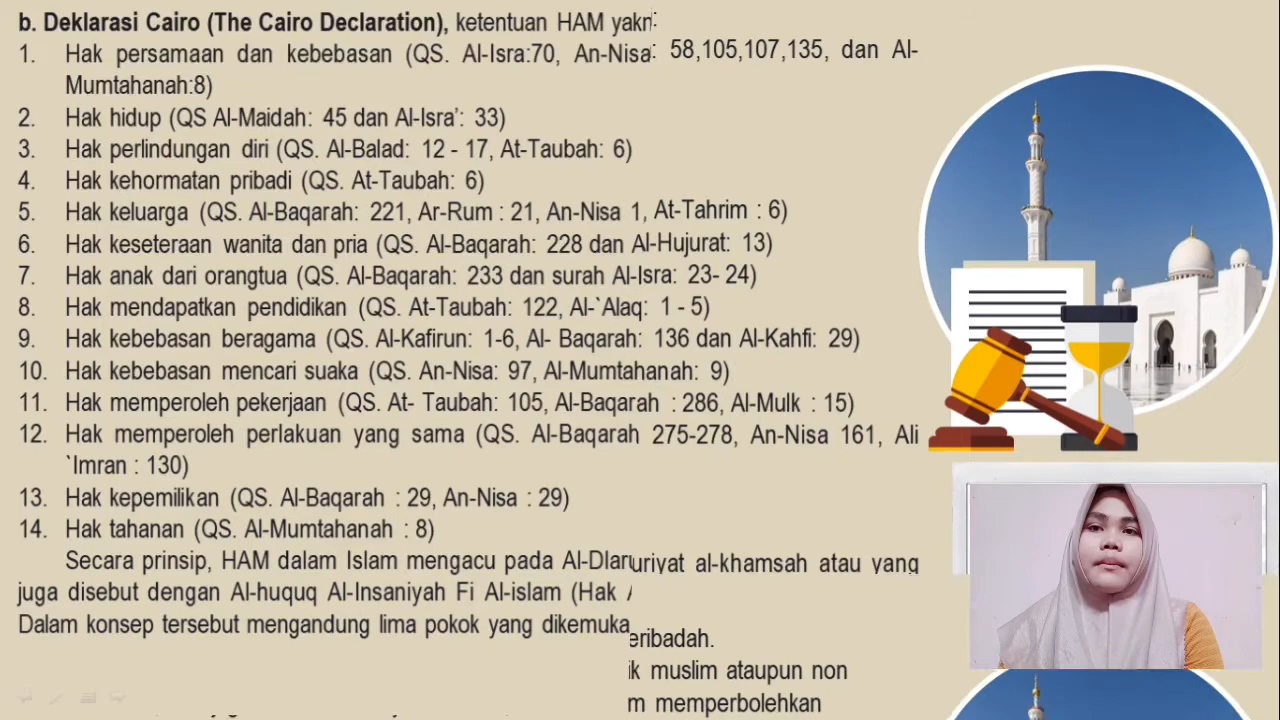 b. Deklarasi Cairo (The Cairo Declaration), ketentuan HAM yakn:
1. Hak persamaan dan kebebasan (QS. Al-Isra:70, An-Nisa: 58,105,107,135, dan Al-
Mumtahanah:8)
2. Hak hidup (QS Al-Maidah: 45 dan Al-Isra’: 33)
3. Hak perlindungan diri (QS. Al-Balad: 12 - 17, At-Taubah: 6)
4. Hak kehormatan pribadi (QS. At-Taubah: 6)
5. Hak keluarga (QS. Al-Baqarah: 221, Ar-Rum : 21, An-Nisa 1, At-Tahrim : 6)
6. Hak keseteraan wanita dan pria (QS. Al-Baqarah: 228 dan Al-Hujurat: 13)
7. Hak anak dari orangtua (QS. Al-Baqarah: 233 dan surah Al-Isra: 23- 24)
8. Hak mendapatkan pendidikan (QS. At-Taubah: 122, Al-`Alaq: 1 - 5)
9. Hak kebebasan beragama (QS. Al-Kafirun: 1-6, Al- Baqarah: 136 dan Al-Kahfi: 29)
10. Hak kebebasan mencari suaka (QS. An-Nisa: 97, Al-Mumtahanah: 9)
11. Hak memperoleh pekerjaan (QS. At- Taubah: 105, Al-Baqarah : 286, Al-Mulk : 15)
12. Hak memperoleh perlakuan yang sama (QS. Al-Baqarah 275-278, An-Nisa 161, Ali
`Imran : 130)
13. Hak kepemilikan (QS. Al-Baqarah : 29, An-Nisa : 29)
14. Hak tahanan (QS. Al-Mumtahanah : 8)
Secara prinsip, HAM dalam Islam mengacu pada Al-Dlaruriyat al-khamsah atau yang
juga disebut dengan Al-huquq Al-Insaniyah Fi Al-islam (Hak
Dalam konsep tersebut mengandung lima pokok yang dikemuka
eribadah.
ik muslim ataupun non
m memperbolehkan